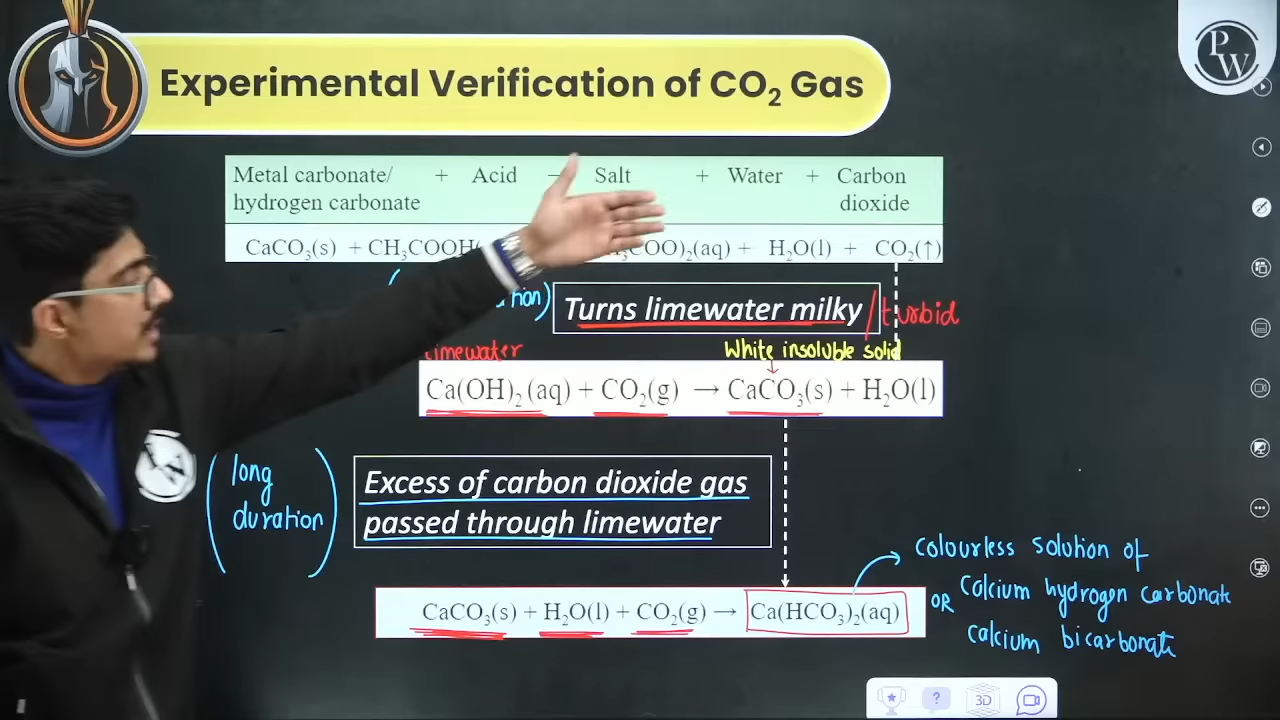 Experimental Verification of CO₂ Gas
PW
Metal carbonate/ + Acid Salt + Water + Carbon
hydrogen carbonate dioxide
CaCO₃(s) + CH₃COOH COO)₂(aq) + H₂O(l) + CO₂(↑)
Turns limewater milky / turbid
limewater White insoluble solid
Ca(OH)₂(aq) + CO₂(g) → CaCO₃(s) + H₂O(l)
(long
duration)
Excess of carbon dioxide gas
passed through limewater
CaCO₃(s) + H₂O(l) + CO₂(g) → Ca(HCO₃)₂(aq)
Colourless solution of
OR Calcium hydrogen carbonate
calcium bicarbonate
?
3D